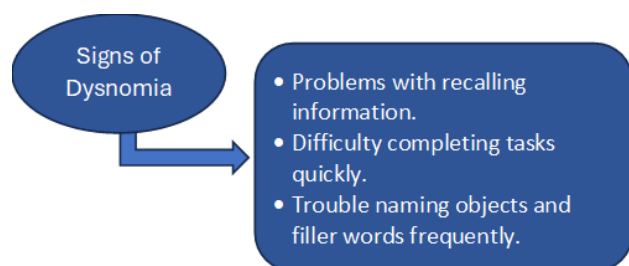 Signs of
Dysnomia
• Problems with recalling
information.
• Difficulty completing tasks
quickly.
• Trouble naming objects and
filler words frequently.